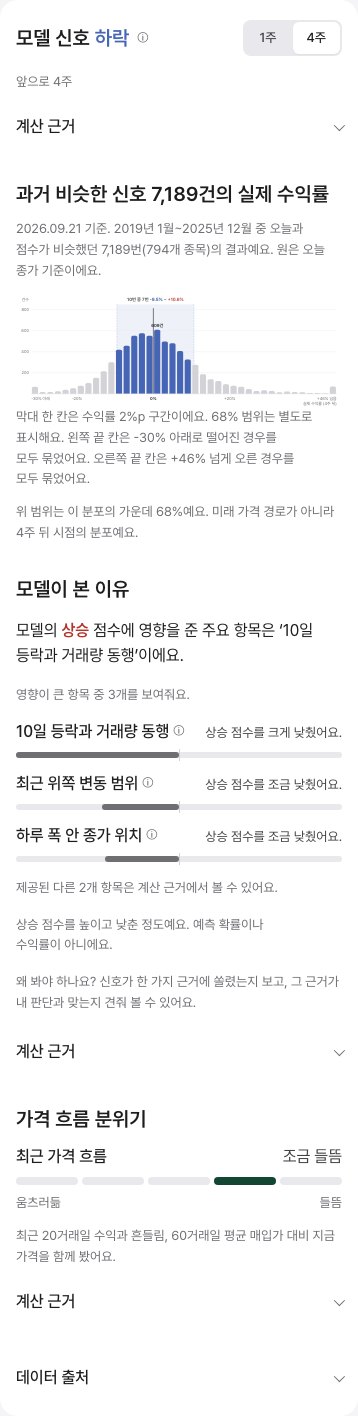 모델 신호 하락 ⓘ
1주 4주
앞으로 4주
계산 근거
과거 비슷한 신호 7,189건의 실제 수익률
2026.09.21 기준. 2019년 1월~2025년 12월 중 오늘과
점수가 비슷했던 7,189번(794개 종목)의 결과예요. 원은 오늘
종가 기준이에요.
10번 중 7번 -9.5% ~ +10.6%
건수
800
609건
600
400
200
-20%
0%
+20%
막대 한 칸은 수익률 2%p 구간이에요. 68% 범위는 별도로
표시해요. 왼쪽 끝 칸은 -30% 아래로 떨어진 경우를
모두 묶었어요. 오른쪽 끝 칸은 +46% 넘게 오른 경우를
모두 묶었어요.
위 범위는 이 분포의 가운데 68%예요. 미래 가격 경로가 아니라
4주 뒤 시점의 분포예요.
모델이 본 이유
모델의 상승 점수에 영향을 준 주요 항목은 ‘10일
등락과 거래량 동행’이에요.
영향이 큰 항목 중 3개를 보여줘요.
10일 등락과 거래량 동행 ⓘ 상승 점수를 크게 낮췄어요.
최근 위쪽 변동 범위 ⓘ 상승 점수를 조금 낮췄어요.
하루 폭 안 종가 위치 ⓘ 상승 점수를 조금 낮췄어요.
제공된 다른 2개 항목은 계산 근거에서 볼 수 있어요.
상승 점수를 높이고 낮춘 정도예요. 예측 확률이나
수익률이 아니에요.
왜 봐야 하나요? 신호가 한 가지 근거에 쏠렸는지 보고, 그 근거가
내 판단과 맞는지 견줘 볼 수 있어요.
계산 근거
가격 흐름 분위기
최근 가격 흐름 조금 들뜸
움츠러듦 들뜸
최근 20거래일 수익과 흔들림, 60거래일 평균 매입가 대비 지금
가격을 함께 봤어요.
계산 근거
데이터 출처